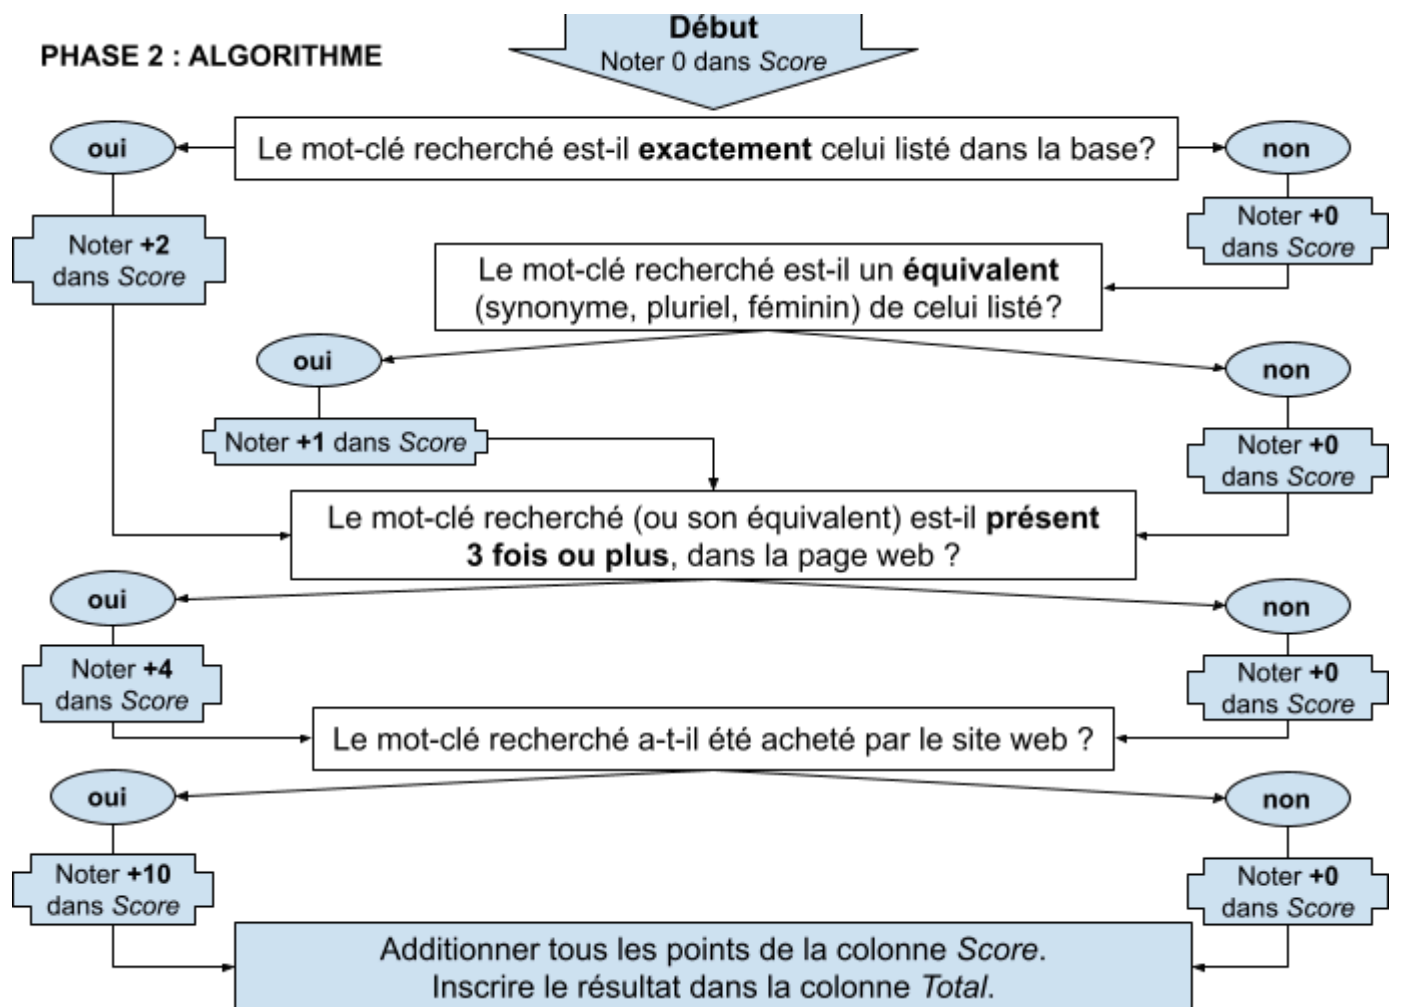 Début
Noter 0 dans Score
PHASE 2 : ALGORITHME
oui
Le mot-clé recherché est-il exactement celui listé dans la base?
non
Noter +2
dans Score
Noter +0
dans Score
Le mot-clé recherché est-il un équivalent
(synonyme, pluriel, féminin) de celui listé?
oui
non
Noter +1 dans Score
Noter +0
dans Score
Le mot-clé recherché (ou son équivalent) est-il présent
3 fois ou plus, dans la page web ?
oui
non
Noter +4
dans Score
Noter +0
dans Score
Le mot-clé recherché a-t-il été acheté par le site web ?
oui
non
Noter +10
dans Score
Noter +0
dans Score
Additionner tous les points de la colonne Score.
Inscrire le résultat dans la colonne Total.